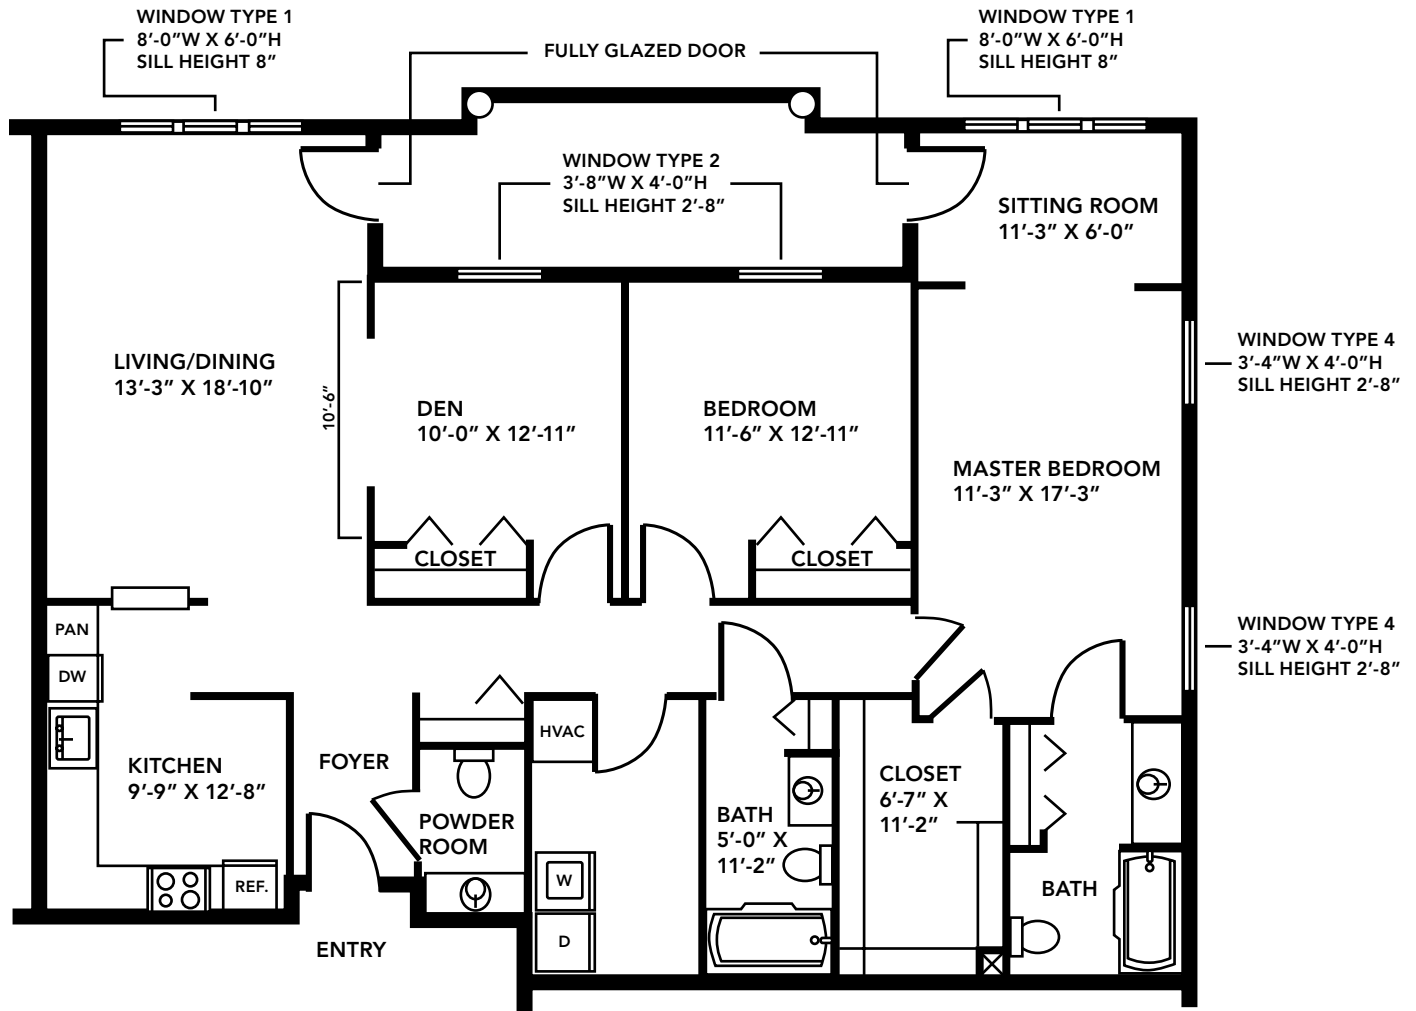 WINDOW TYPE 1
8'-0"W X 6'-0"H
SILL HEIGHT 8"
FULLY GLAZED DOOR
WINDOW TYPE 1
8'-0"W X 6'-0"H
SILL HEIGHT 8"
WINDOW TYPE 2
3'-8"W X 4'-0"H
SILL HEIGHT 2'-8"
SITTING ROOM
11'-3" X 6'-0"
LIVING/DINING
13'-3" X 18'-10"
10'-6"
DEN
10'-0" X 12'-11"
BEDROOM
11'-6" X 12'-11"
WINDOW TYPE 4
3'-4"W X 4'-0"H
SILL HEIGHT 2'-8"
MASTER BEDROOM
11'-3" X 17'-3"
CLOSET
CLOSET
WINDOW TYPE 4
3'-4"W X 4'-0"H
SILL HEIGHT 2'-8"
PAN
DW
KITCHEN
9'-9" X 12'-8"
REF.
FOYER
POWDER
ROOM
ENTRY
HVAC
W
D
BATH
5'-0" X
11'-2"
CLOSET
6'-7" X
11'-2"
BATH